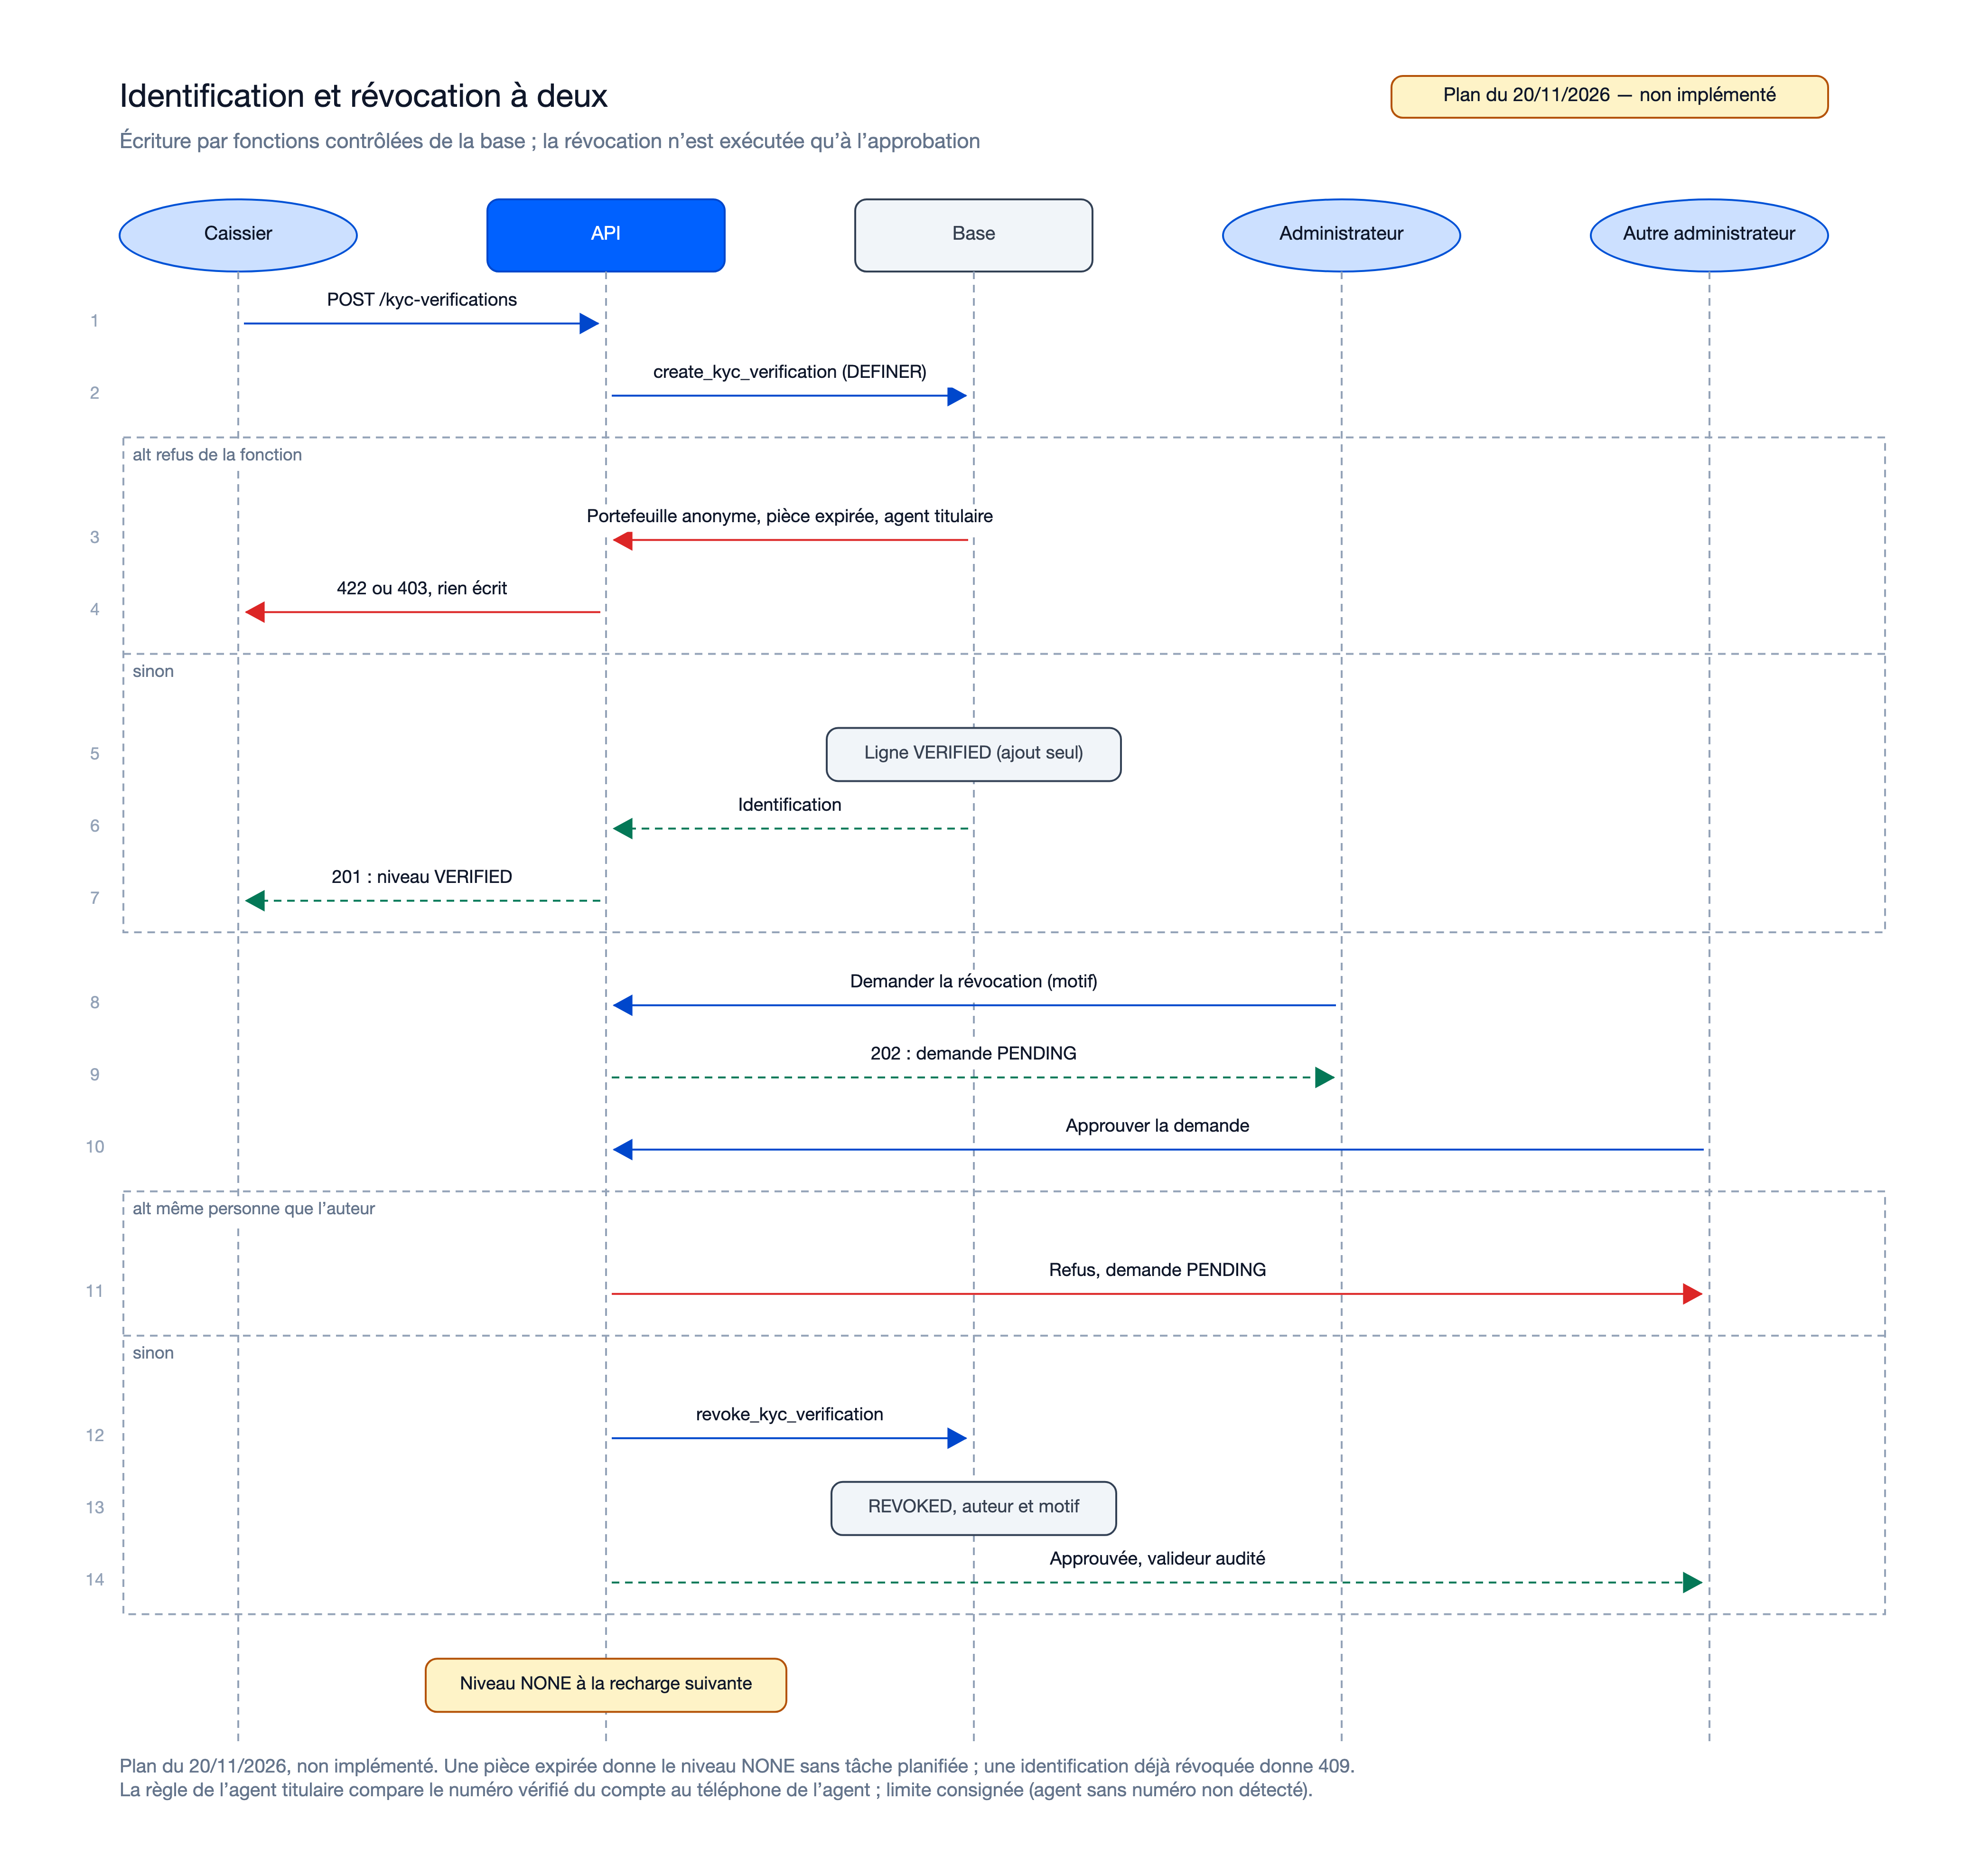 Identification et révocation à deux
Plan du 20/11/2026 — non implémenté
Écriture par fonctions contrôlées de la base ; la révocation n’est exécutée qu’à l’approbation
Caissier
API
Base
Administrateur
Autre administrateur
POST /kyc-verifications
1
create_kyc_verification (DEFINER)
2
alt refus de la fonction
Portefeuille anonyme, pièce expirée, agent titulaire
3
422 ou 403, rien écrit
4
sinon
Ligne VERIFIED (ajout seul)
5
Identification
6
201 : niveau VERIFIED
7
Demander la révocation (motif)
8
202 : demande PENDING
9
Approuver la demande
10
alt même personne que l’auteur
Refus, demande PENDING
11
sinon
revoke_kyc_verification
12
REVOKED, auteur et motif
13
Approuvée, valideur audité
14
Niveau NONE à la recharge suivante
Plan du 20/11/2026, non implémenté. Une pièce expirée donne le niveau NONE sans tâche planifiée ; une identification déjà révoquée donne 409.
La règle de l’agent titulaire compare le numéro vérifié du compte au téléphone de l’agent ; limite consignée (agent sans numéro non détecté).